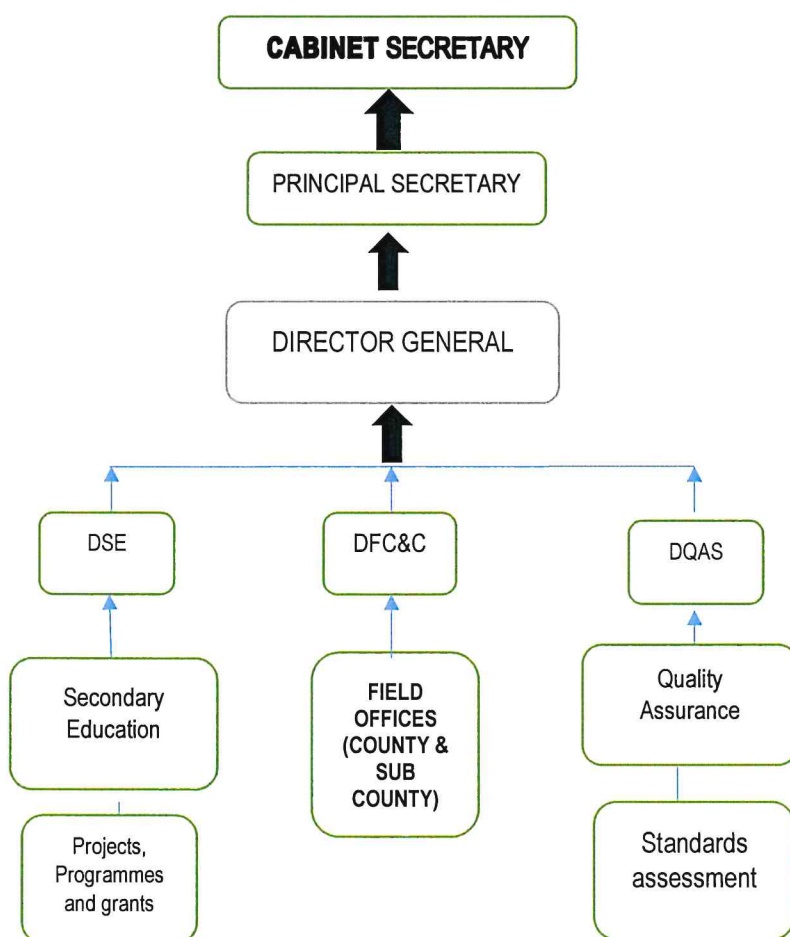 CABINET SECRETARY
PRINCIPAL SECRETARY
DIRECTOR GENERAL
DSE
DFC&C
DQAS
Secondary
Education
FIELD
OFFICES
(COUNTY &
SUB
COUNTY)
Quality
Assurance
Projects,
Programmes
and grants
Standards
assessment